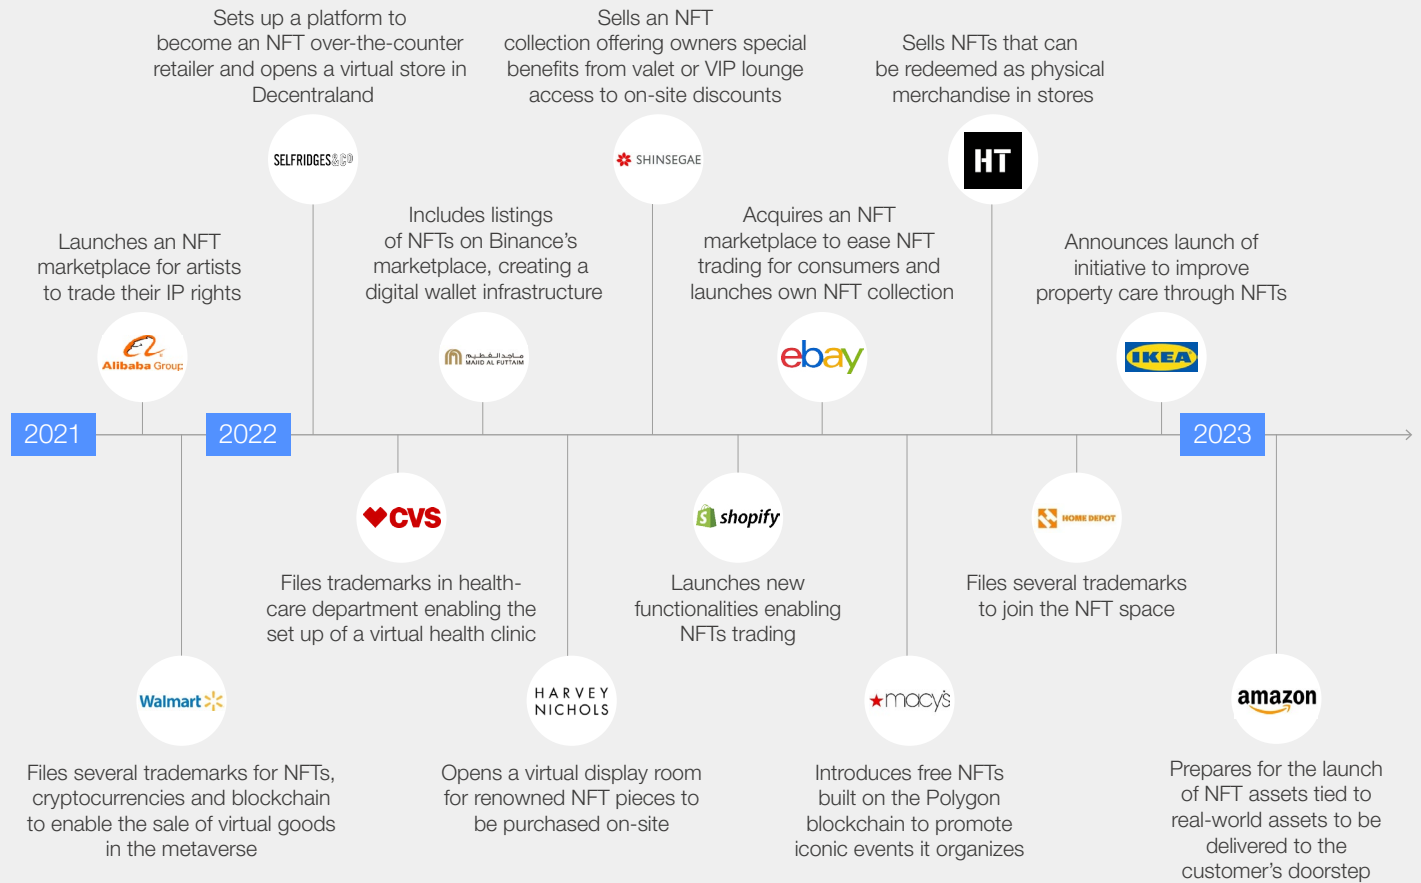 Sets up a platform to
become an NFT over-the-counter
retailer and opens a virtual store in
Decentraland
SELFRIDGES&CO
Sells an NFT
collection offering owners special
benefits from valet or VIP lounge
access to on-site discounts
SHINSEGAE
Sells NFTs that can
be redeemed as physical
merchandise in stores
HT
Launches an NFT
marketplace for artists
to trade their IP rights
Alibaba Group
Includes listings
of NFTs on Binance's
marketplace, creating a
digital wallet infrastructure
ماجد الفطيم
MAJID AL FUTTAIM
Acquires an NFT
marketplace to ease NFT
trading for consumers and
launches own NFT collection
ebay
Announces launch of
initiative to improve
property care through NFTs
IKEA
2021
2022
2023
CVS
Files trademarks in health-
care department enabling the
set up of a virtual health clinic
shopify
Launches new
functionalities enabling
NFTs trading
HOME DEPOT
Files several trademarks
to join the NFT space
Walmart
Files several trademarks for NFTs,
cryptocurrencies and blockchain
to enable the sale of virtual goods
in the metaverse
HARVEY
NICHOLS
Opens a virtual display room
for renowned NFT pieces to
be purchased on-site
macy's
Introduces free NFTs
built on the Polygon
blockchain to promote
iconic events it organizes
amazon
Prepares for the launch
of NFT assets tied to
real-world assets to be
delivered to the
customer's doorstep